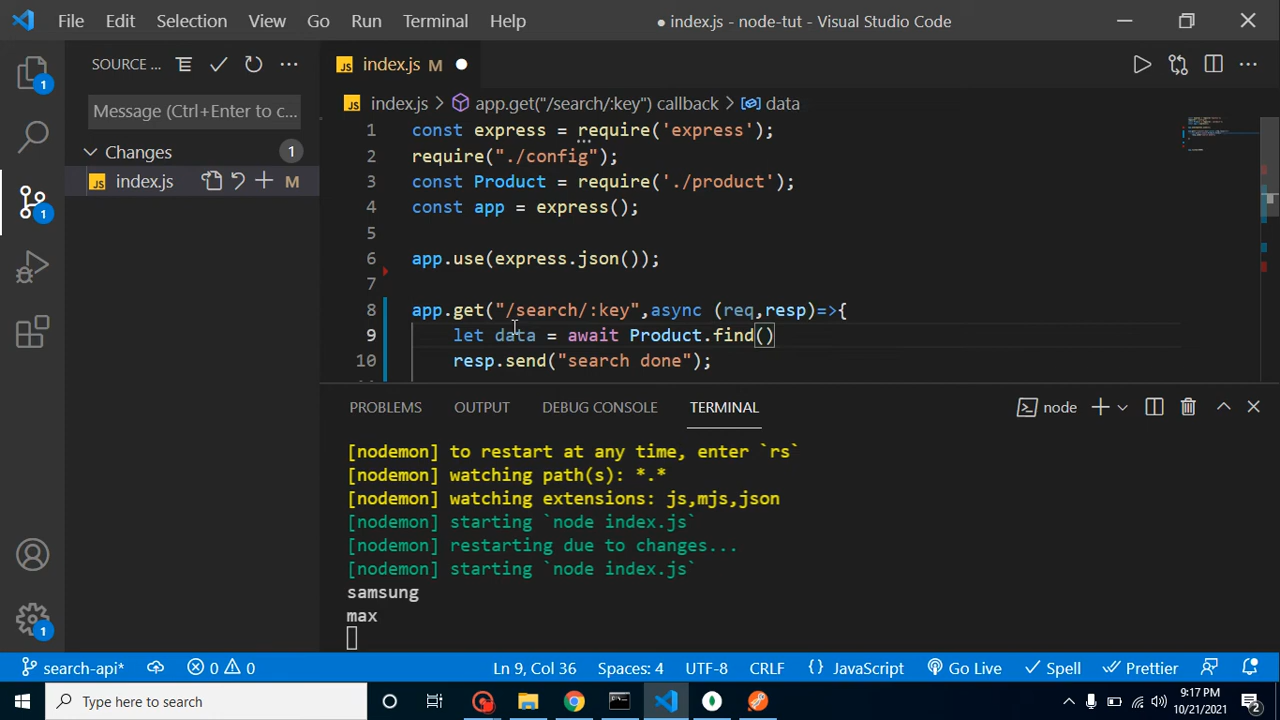 File Edit Selection View Go Run Terminal Help ● index.js - node-tut - Visual Studio Code
SOURCE ...
JS index.js M
JS index.js > app.get("/search/:key") callback > data
Message (Ctrl+Enter to c...
Changes 1
JS index.js M
1 const express = require('express');
2 require("./config");
3 const Product = require('./product');
4 const app = express();
5
6 app.use(express.json());
7
8 app.get("/search/:key",async (req,resp)=>{
9 let data = await Product.find()
10 resp.send("search done");
1
1
1
PROBLEMS OUTPUT DEBUG CONSOLE TERMINAL node
[nodemon] to restart at any time, enter `rs`
[nodemon] watching path(s): *.*
[nodemon] watching extensions: js,mjs,json
[nodemon] starting `node index.js`
[nodemon] restarting due to changes...
[nodemon] starting `node index.js`
samsung
max
search-api* 0 0 Ln 9, Col 36 Spaces: 4 UTF-8 CRLF {} JavaScript Go Live Spell Prettier
Type here to search
9:17 PM
10/21/2021
2